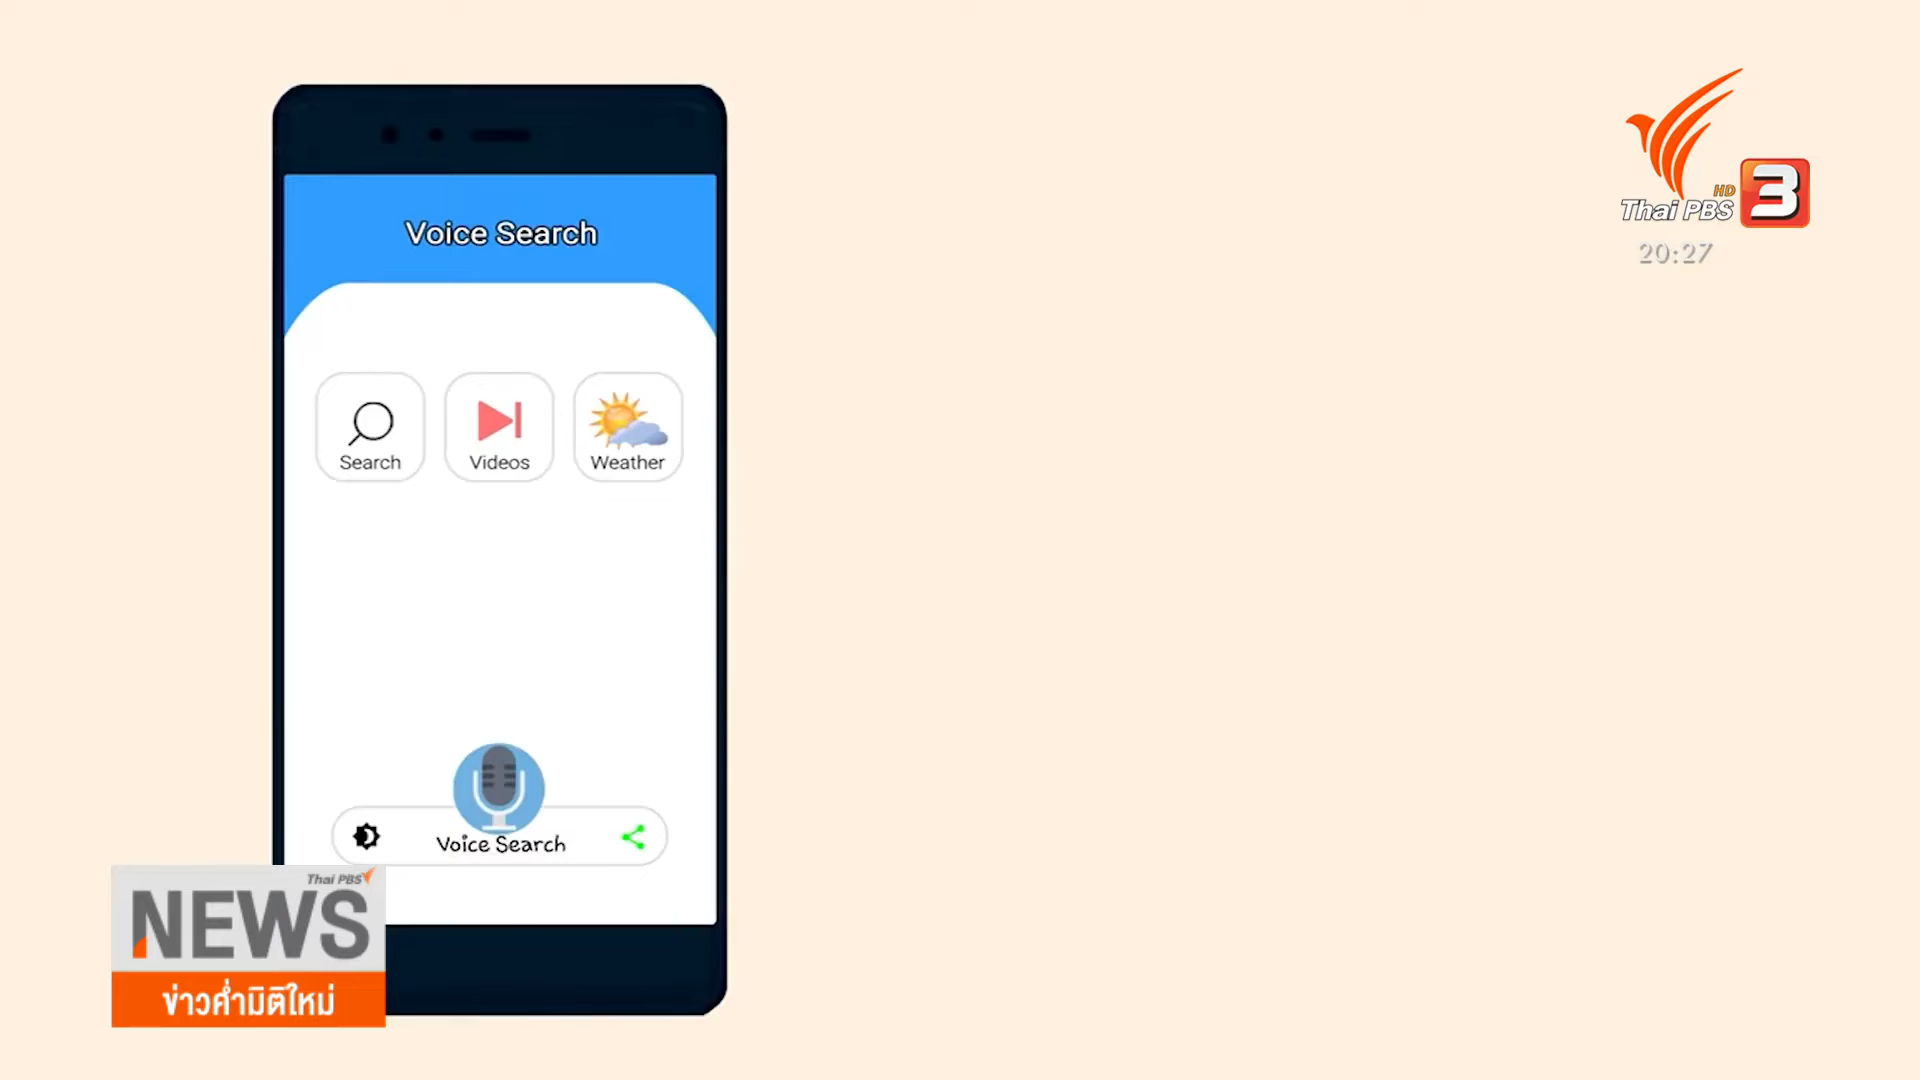 Voice Search
Search
Videos
Weather
Voice Search
HD
Thai PBS 3
20:27
Thai PBS
NEWS
ข่าวค่ำมิติใหม่